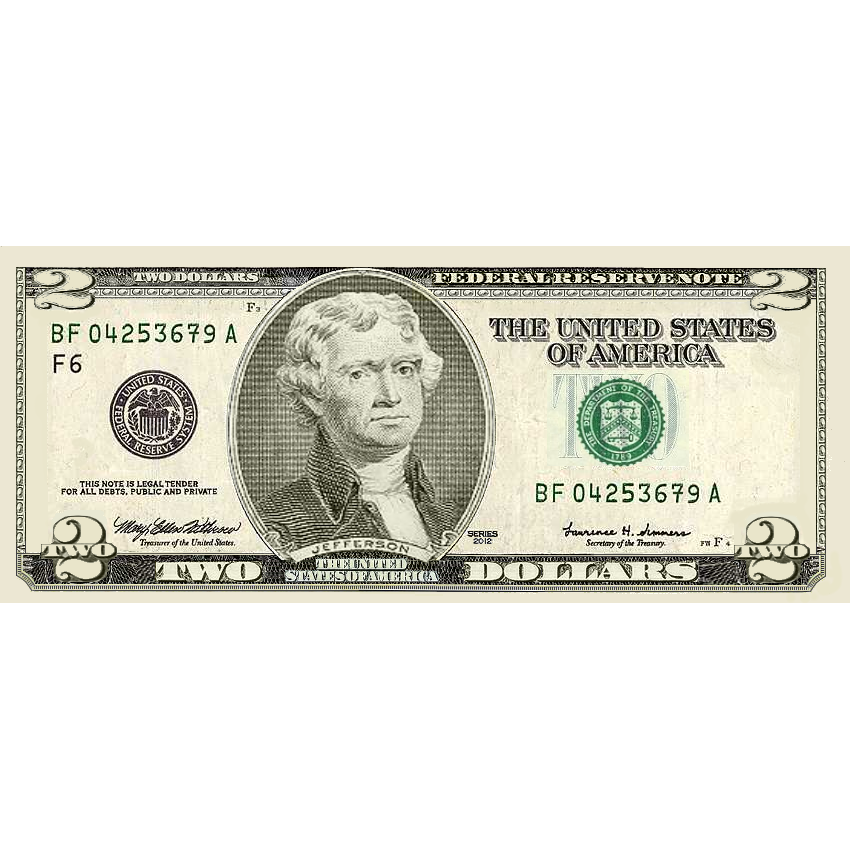 2 TWO DOLLARS FEDERAL RESERVE NOTE 2
F 3
BF 04253679 A
F6
THE UNITED STATES
OF AMERICA
TWO
UNITED STATES FEDERAL RESERVE SYSTEM
THE DEPARTMENT OF THE TREASURY
1789
THIS NOTE IS LEGAL TENDER
FOR ALL DEBTS, PUBLIC AND PRIVATE
BF 04253679 A
Mary Ellen Withrow
Treasurer of the United States.
SERIES
2012
Lawrence H. Summers
Secretary of the Treasury.
FW F 4
JEFFERSON
2 TWO
TWO
THE UNITED
STATES OF AMERICA
DOLLARS
2 TWO